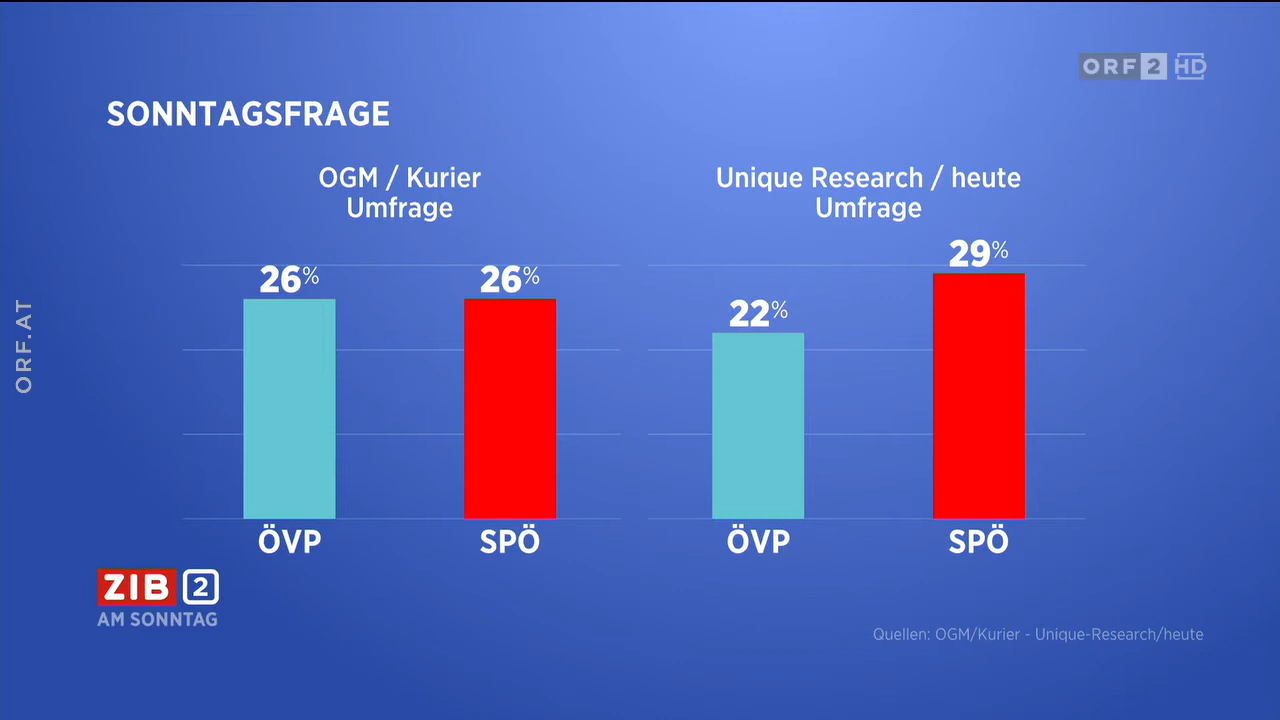 ORF 2 HD
SONNTAGSFRAGE
OGM / Kurier
Umfrage
26% 26%
ÖVP SPÖ
Unique Research / heute
Umfrage
22% 29%
ÖVP SPÖ
ORF.AT
ZIB 2
AM SONNTAG
Quellen: OGM/Kurier - Unique-Research/heute